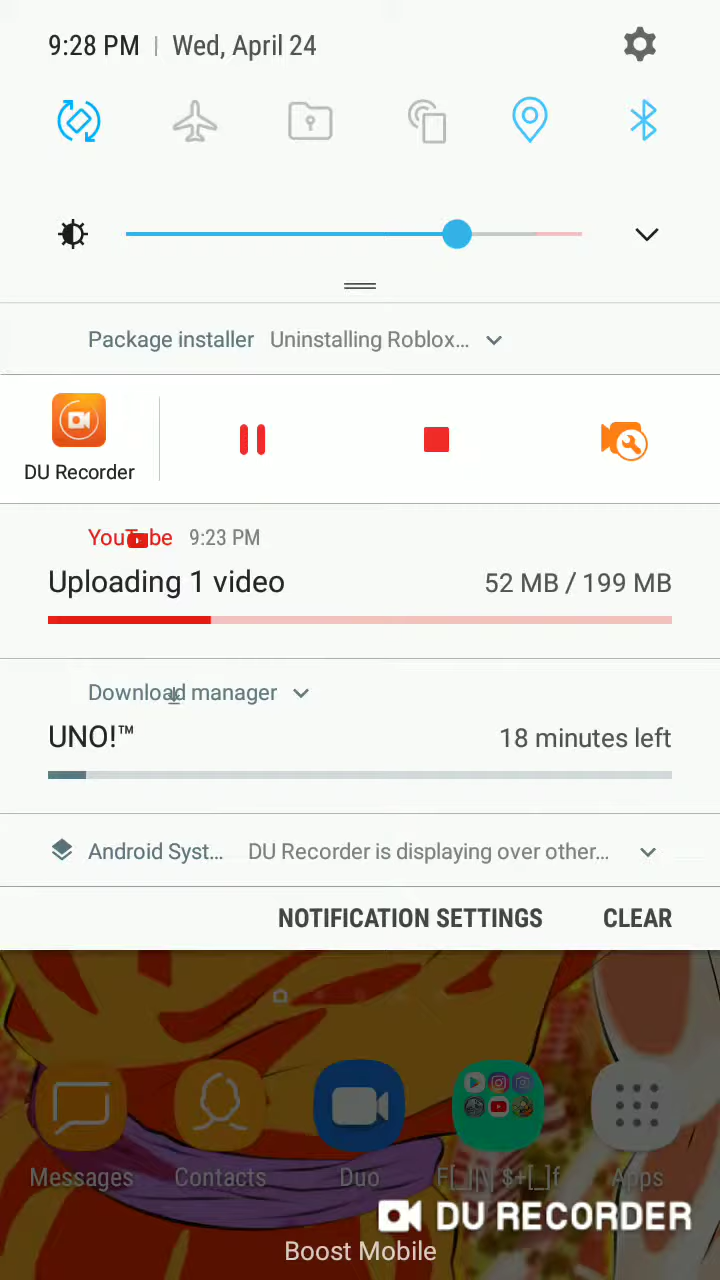 9:28 PM | Wed, April 24
Package installer Uninstalling Roblox...
DU Recorder
YouTube 9:23 PM
Uploading 1 video 52 MB / 199 MB
Download manager
UNO!™ 18 minutes left
Android Syst... DU Recorder is displaying over other...
NOTIFICATION SETTINGS CLEAR
Messages Contacts Duo F[_]|\| $+[_]f Apps
DU RECORDER
Boost Mobile